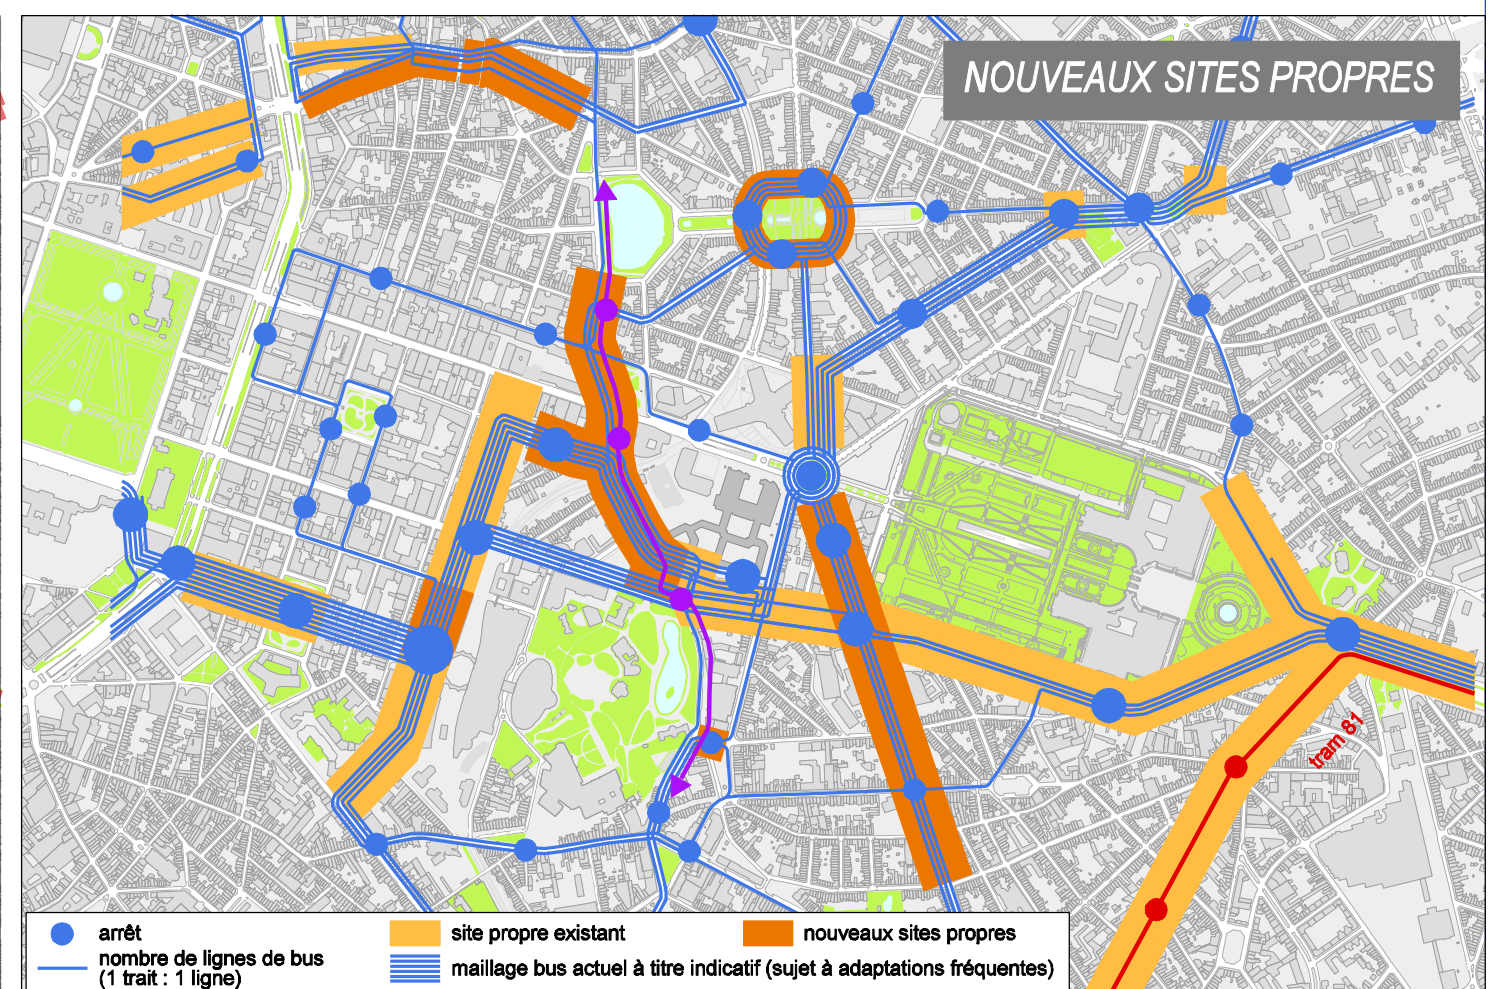 NOUVEAUX SITES PROPRES
tram 81
arrêt
site propre existant
nouveaux sites propres
nombre de lignes de bus
(1 trait : 1 ligne)
maillage bus actuel à titre indicatif (sujet à adaptations fréquentes)